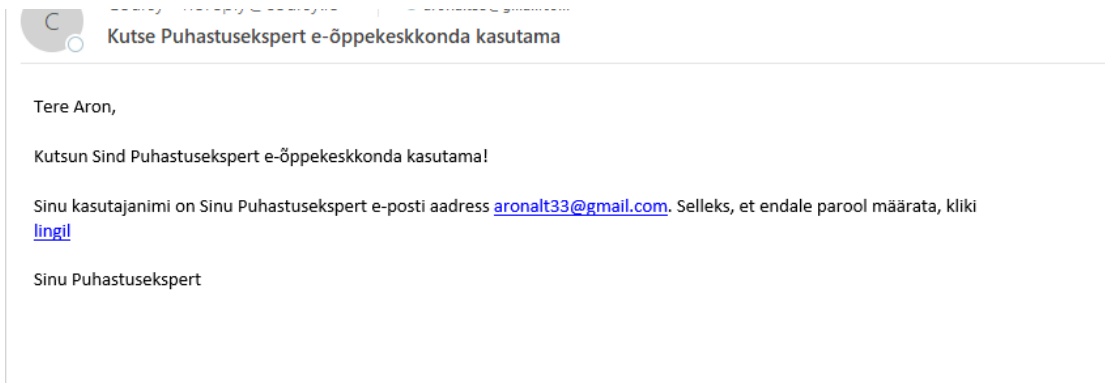 C
Kutse Puhastusekspert e-õppekeskkonda kasutama
Tere Aron,
Kutsun Sind Puhastusekspert e-õppekeskkonda kasutama!
Sinu kasutajanimi on Sinu Puhastusekspert e-posti aadress aronalt33@gmail.com. Selleks, et endale parool määrata, kliki
lingil
Sinu Puhastusekspert